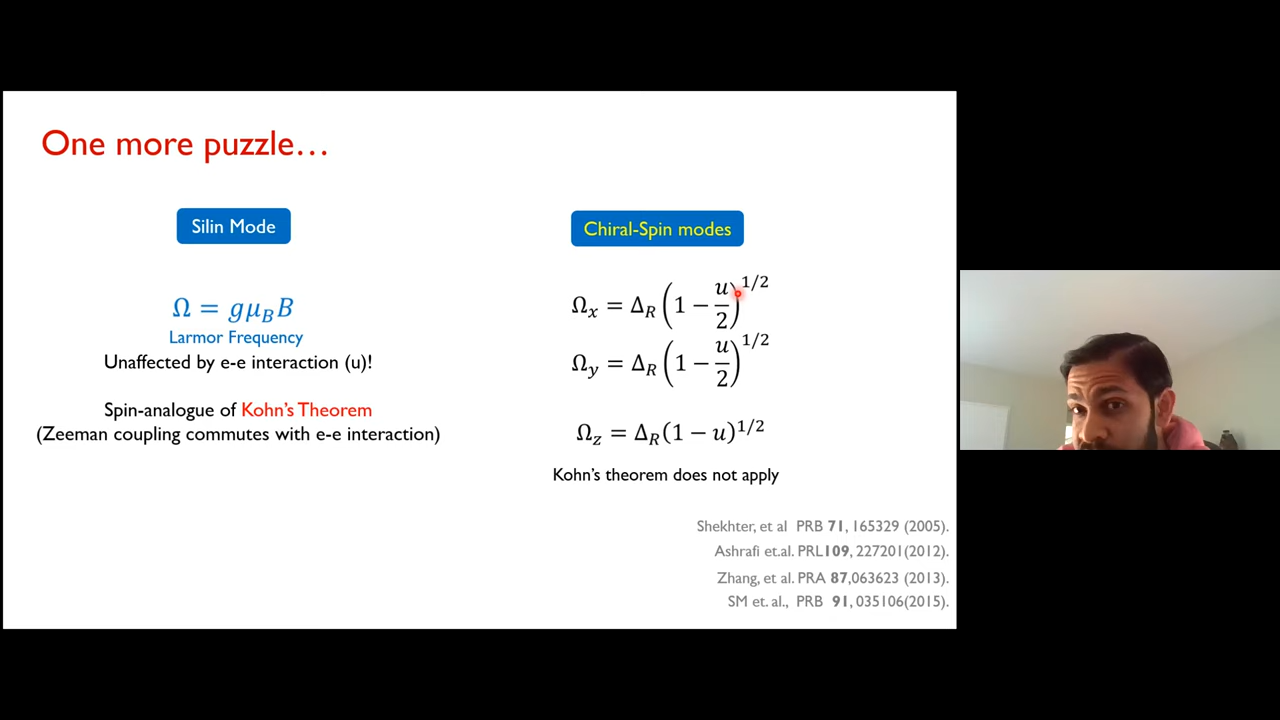 One more puzzle…
Silin Mode
Ω = gμ_B B
Larmor Frequency
Unaffected by e-e interaction (u)!
Spin-analogue of Kohn's Theorem
(Zeeman coupling commutes with e-e interaction)
Chiral-Spin modes
Ω_x = Δ_R (1 − u/2)^{1/2}
Ω_y = Δ_R (1 − u/2)^{1/2}
Ω_z = Δ_R (1 − u)^{1/2}
Kohn's theorem does not apply
Shekhter, et al PRB 71, 165329 (2005).
Ashrafi et.al. PRL109, 227201(2012).
Zhang, et al. PRA 87,063623 (2013).
SM et. al., PRB 91, 035106(2015).